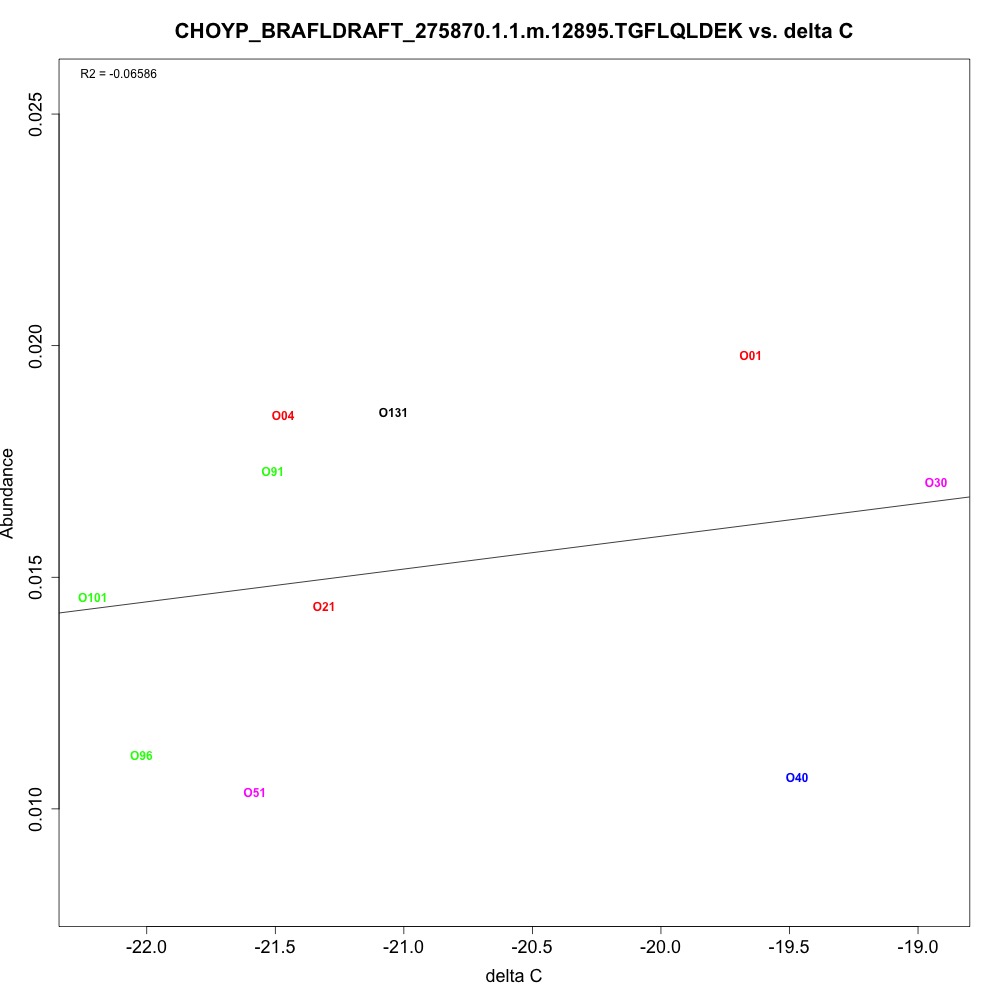 CHOYP_BRAFLDRAFT_275870.1.1.m.12895.TGFLQLDEK vs. delta C
R2 = -0.06586
0.025
0.020
0.015
0.010
Abundance
O01
O131
O04
O91
O30
O101
O21
O96
O40
O51
-22.0 -21.5 -21.0 -20.5 -20.0 -19.5 -19.0
delta C